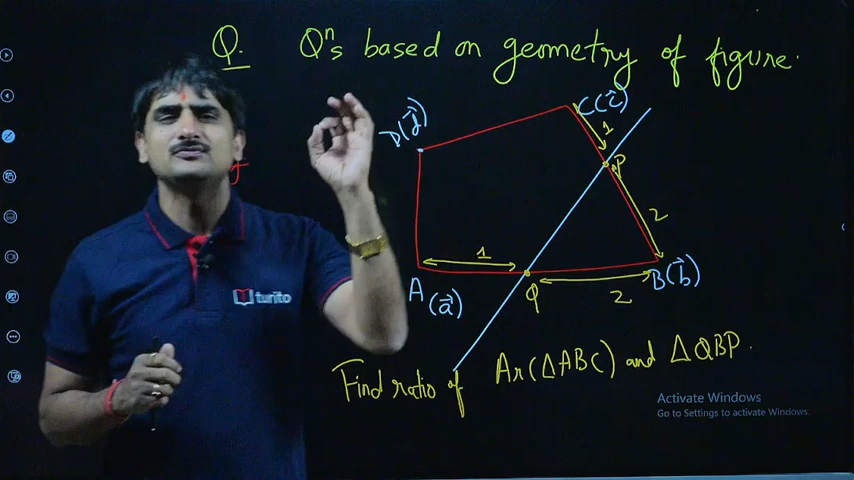 Q. Qⁿs based on geometry of figure.
D(d⃗)
C(c⃗)
1
P
2
1
A (a⃗)
Q
2
B(b⃗)
turito
Find ratio of Ar(ΔABC) and ΔQBP.
Activate Windows
Go to Settings to activate Windows.